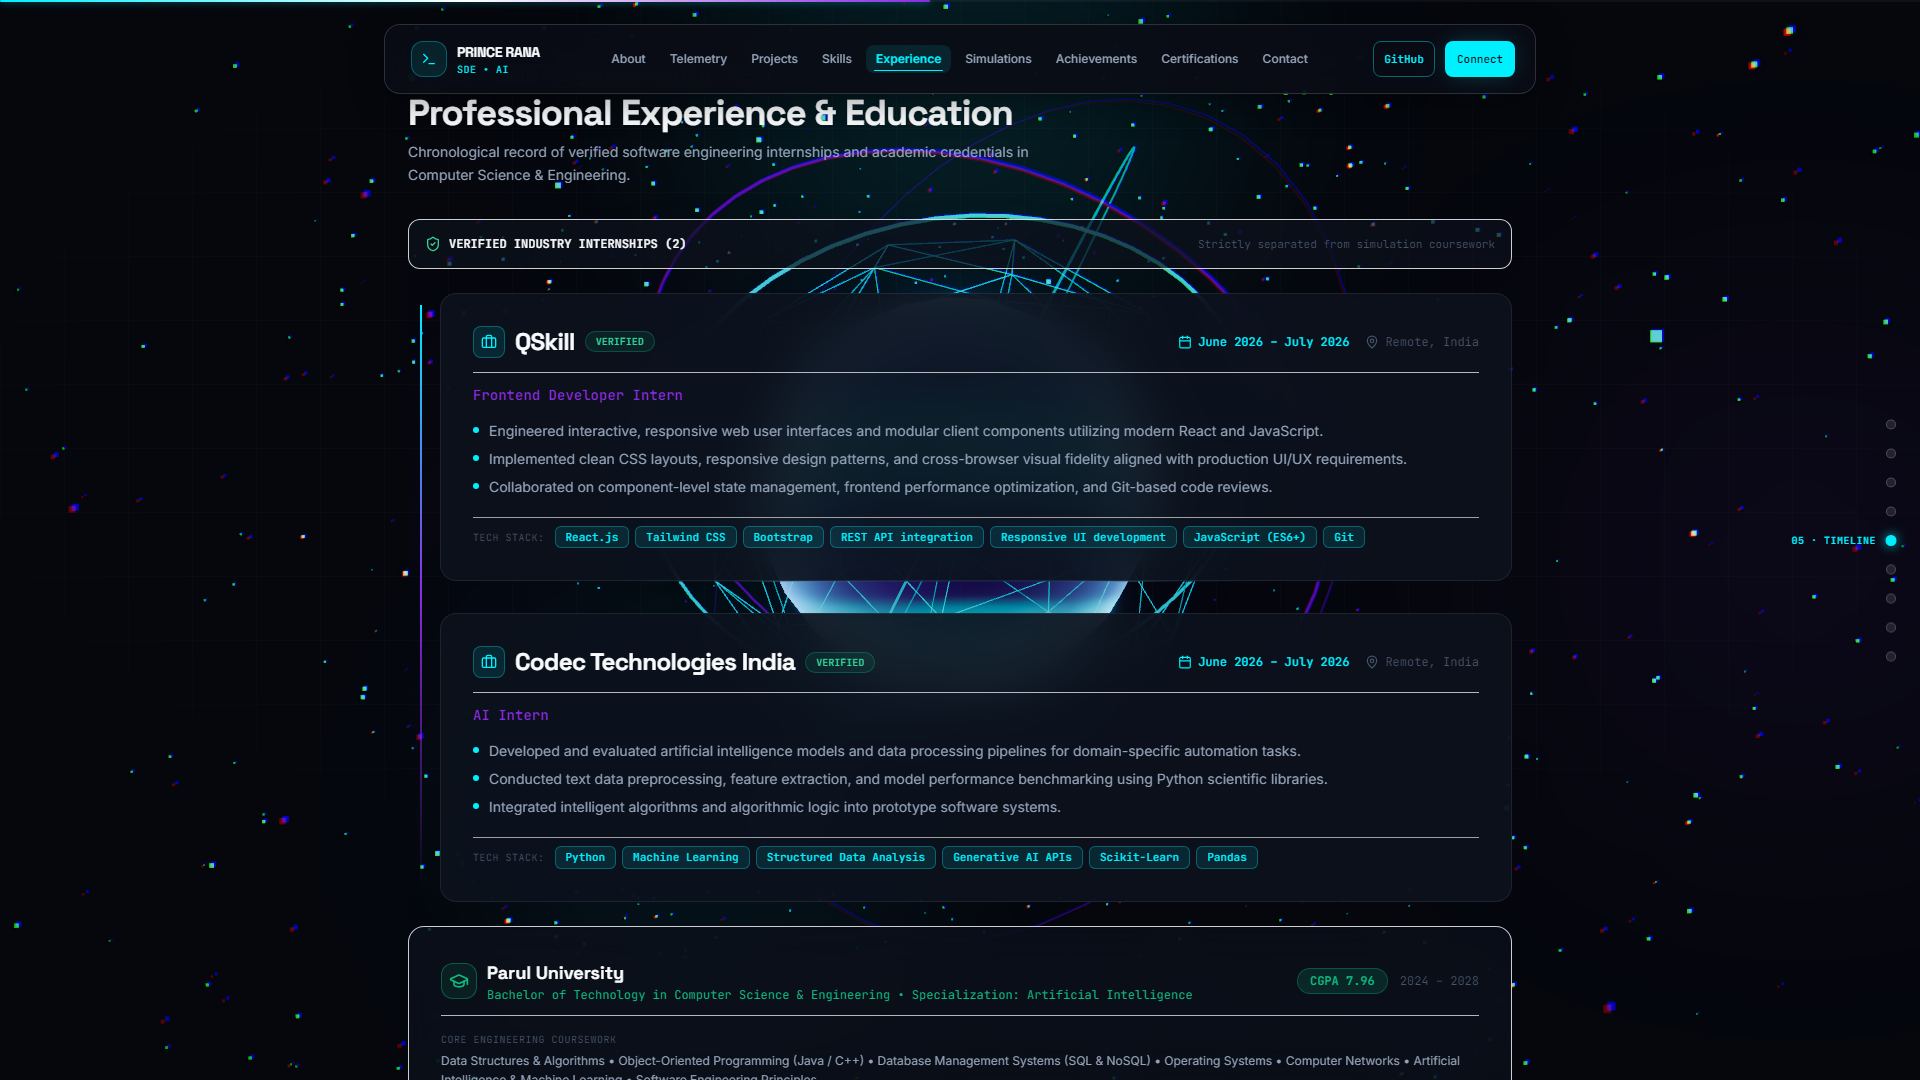 PRINCE RANA
SDE • AI
About
Telemetry
Projects
Skills
Experience
Simulations
Achievements
Certifications
Contact
GitHub
Connect
Professional Experience & Education
Chronological record of verified software engineering internships and academic credentials in
Computer Science & Engineering.
VERIFIED INDUSTRY INTERNSHIPS (2)
Strictly separated from simulation coursework
QSkill
VERIFIED
June 2026 – July 2026
Remote, India
Frontend Developer Intern
Engineered interactive, responsive web user interfaces and modular client components utilizing modern React and JavaScript.
Implemented clean CSS layouts, responsive design patterns, and cross-browser visual fidelity aligned with production UI/UX requirements.
Collaborated on component-level state management, frontend performance optimization, and Git-based code reviews.
TECH STACK:
React.js
Tailwind CSS
Bootstrap
REST API integration
Responsive UI development
JavaScript (ES6+)
Git
05 · TIMELINE
Codec Technologies India
VERIFIED
June 2026 – July 2026
Remote, India
AI Intern
Developed and evaluated artificial intelligence models and data processing pipelines for domain-specific automation tasks.
Conducted text data preprocessing, feature extraction, and model performance benchmarking using Python scientific libraries.
Integrated intelligent algorithms and algorithmic logic into prototype software systems.
TECH STACK:
Python
Machine Learning
Structured Data Analysis
Generative AI APIs
Scikit-Learn
Pandas
Parul University
Bachelor of Technology in Computer Science & Engineering • Specialization: Artificial Intelligence
CGPA 7.96
2024 – 2028
CORE ENGINEERING COURSEWORK
Data Structures & Algorithms • Object-Oriented Programming (Java / C++) • Database Management Systems (SQL & NoSQL) • Operating Systems • Computer Networks • Artificial
Intelligence & Machine Learning • Software Engineering Principles